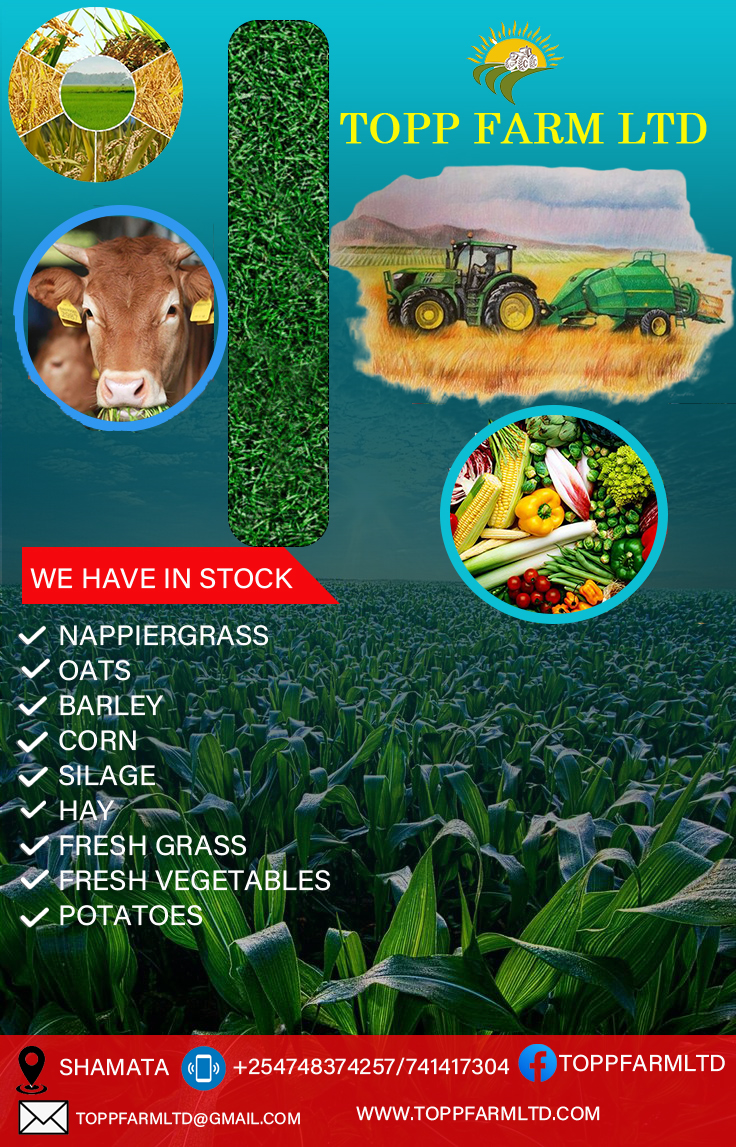 TOPP FARM LTD
WE HAVE IN STOCK
NAPPIERGRASS
OATS
BARLEY
CORN
SILAGE
HAY
FRESH GRASS
FRESH VEGETABLES
POTATOES
SHAMATA +254748374257/741417304 TOPPFARMLTD
TOPPFARMLTD@GMAIL.COM WWW.TOPPFARMLTD.COM